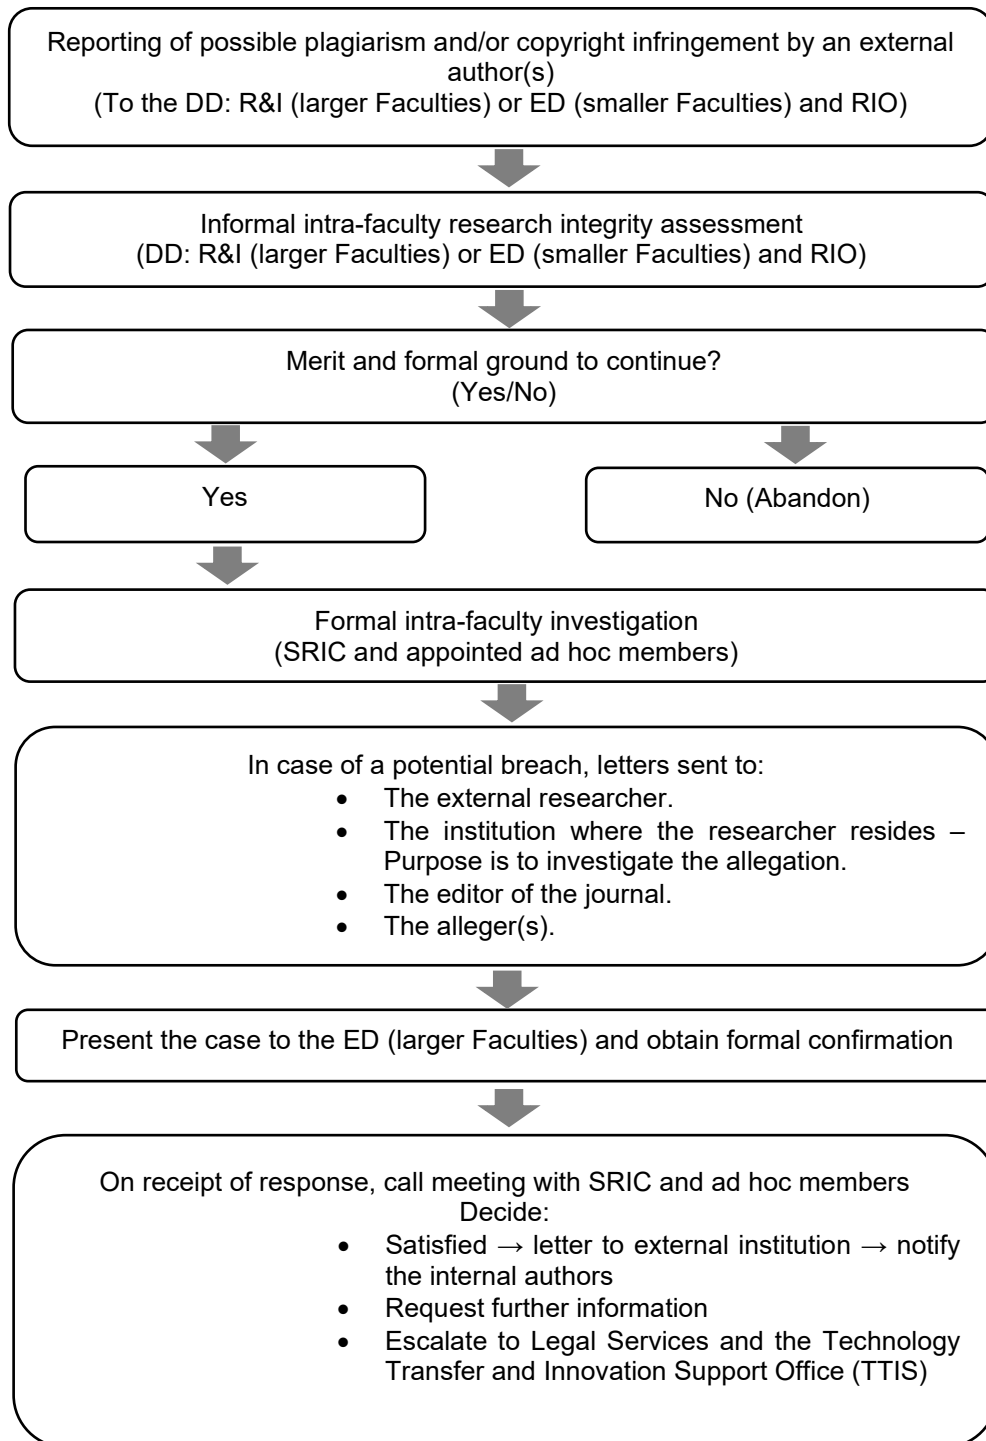 Reporting of possible plagiarism and/or copyright infringement by an external
author(s)
(To the DD: R&I (larger Faculties) or ED (smaller Faculties) and RIO)
Informal intra-faculty research integrity assessment
(DD: R&I (larger Faculties) or ED (smaller Faculties) and RIO)
Merit and formal ground to continue?
(Yes/No)
Yes
No (Abandon)
Formal intra-faculty investigation
(SRIC and appointed ad hoc members)
In case of a potential breach, letters sent to:
• The external researcher.
• The institution where the researcher resides –
Purpose is to investigate the allegation.
• The editor of the journal.
• The alleger(s).
Present the case to the ED (larger Faculties) and obtain formal confirmation
On receipt of response, call meeting with SRIC and ad hoc members
Decide:
• Satisfied → letter to external institution → notify
the internal authors
• Request further information
• Escalate to Legal Services and the Technology
Transfer and Innovation Support Office (TTIS)